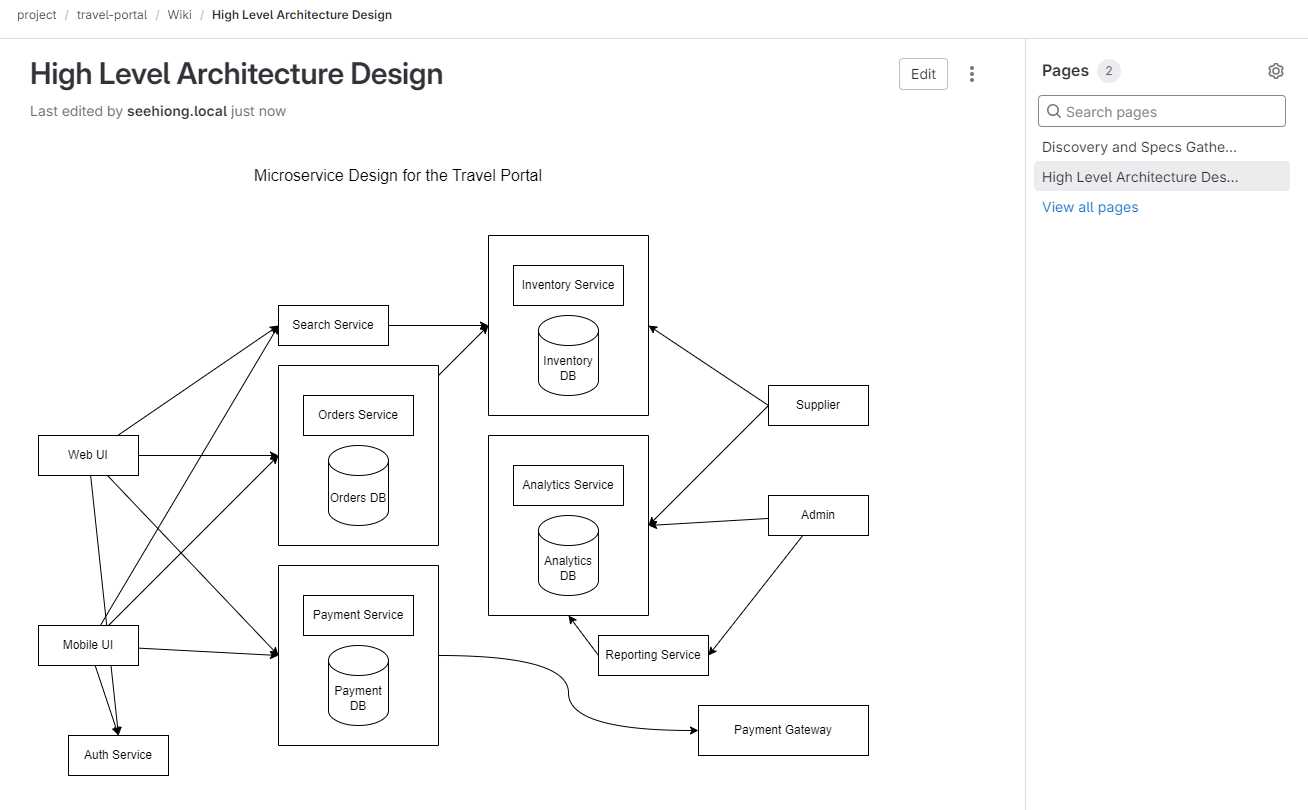 project / travel-portal / Wiki / High Level Architecture Design
High Level Architecture Design
Edit
Last edited by seehiong.local just now
Pages 2
Search pages
Discovery and Specs Gathe...
High Level Architecture Des...
View all pages
Microservice Design for the Travel Portal
Inventory Service
Inventory
DB
Search Service
Orders Service
Orders DB
Supplier
Web UI
Analytics Service
Analytics
DB
Admin
Payment Service
Payment
DB
Mobile UI
Reporting Service
Payment Gateway
Auth Service